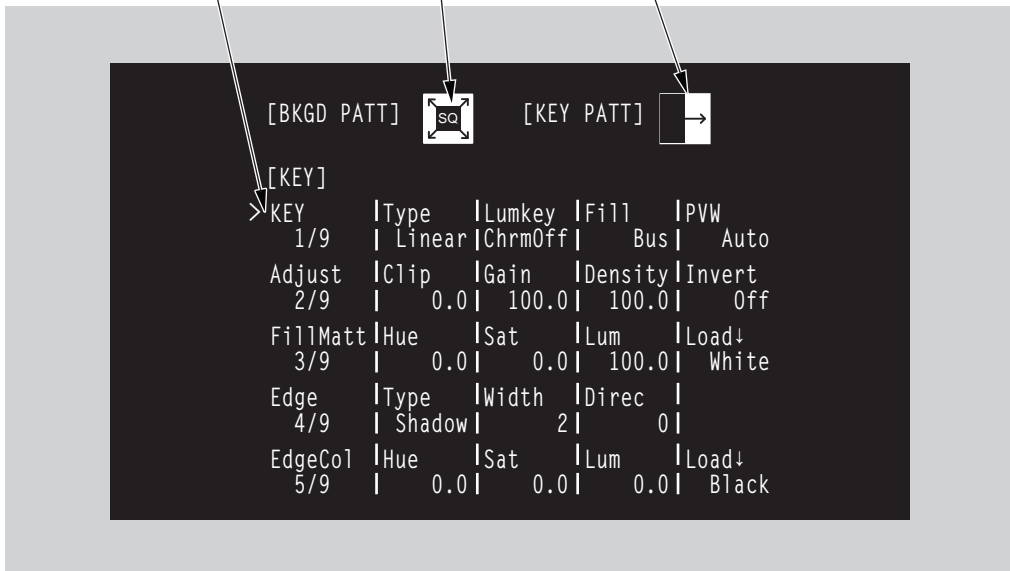 [BKGD PATT] SQ [KEY PATT] →
[KEY]
>KEY Type Lumkey Fill PVW
1/9 Linear ChrmOff Bus Auto
Adjust Clip Gain Density Invert
2/9 0.0 100.0 100.0 Off
FillMatt Hue Sat Lum Load↓
3/9 0.0 0.0 100.0 White
Edge Type Width Direc
4/9 Shadow 2 0
EdgeCol Hue Sat Lum Load↓
5/9 0.0 0.0 0.0 Black